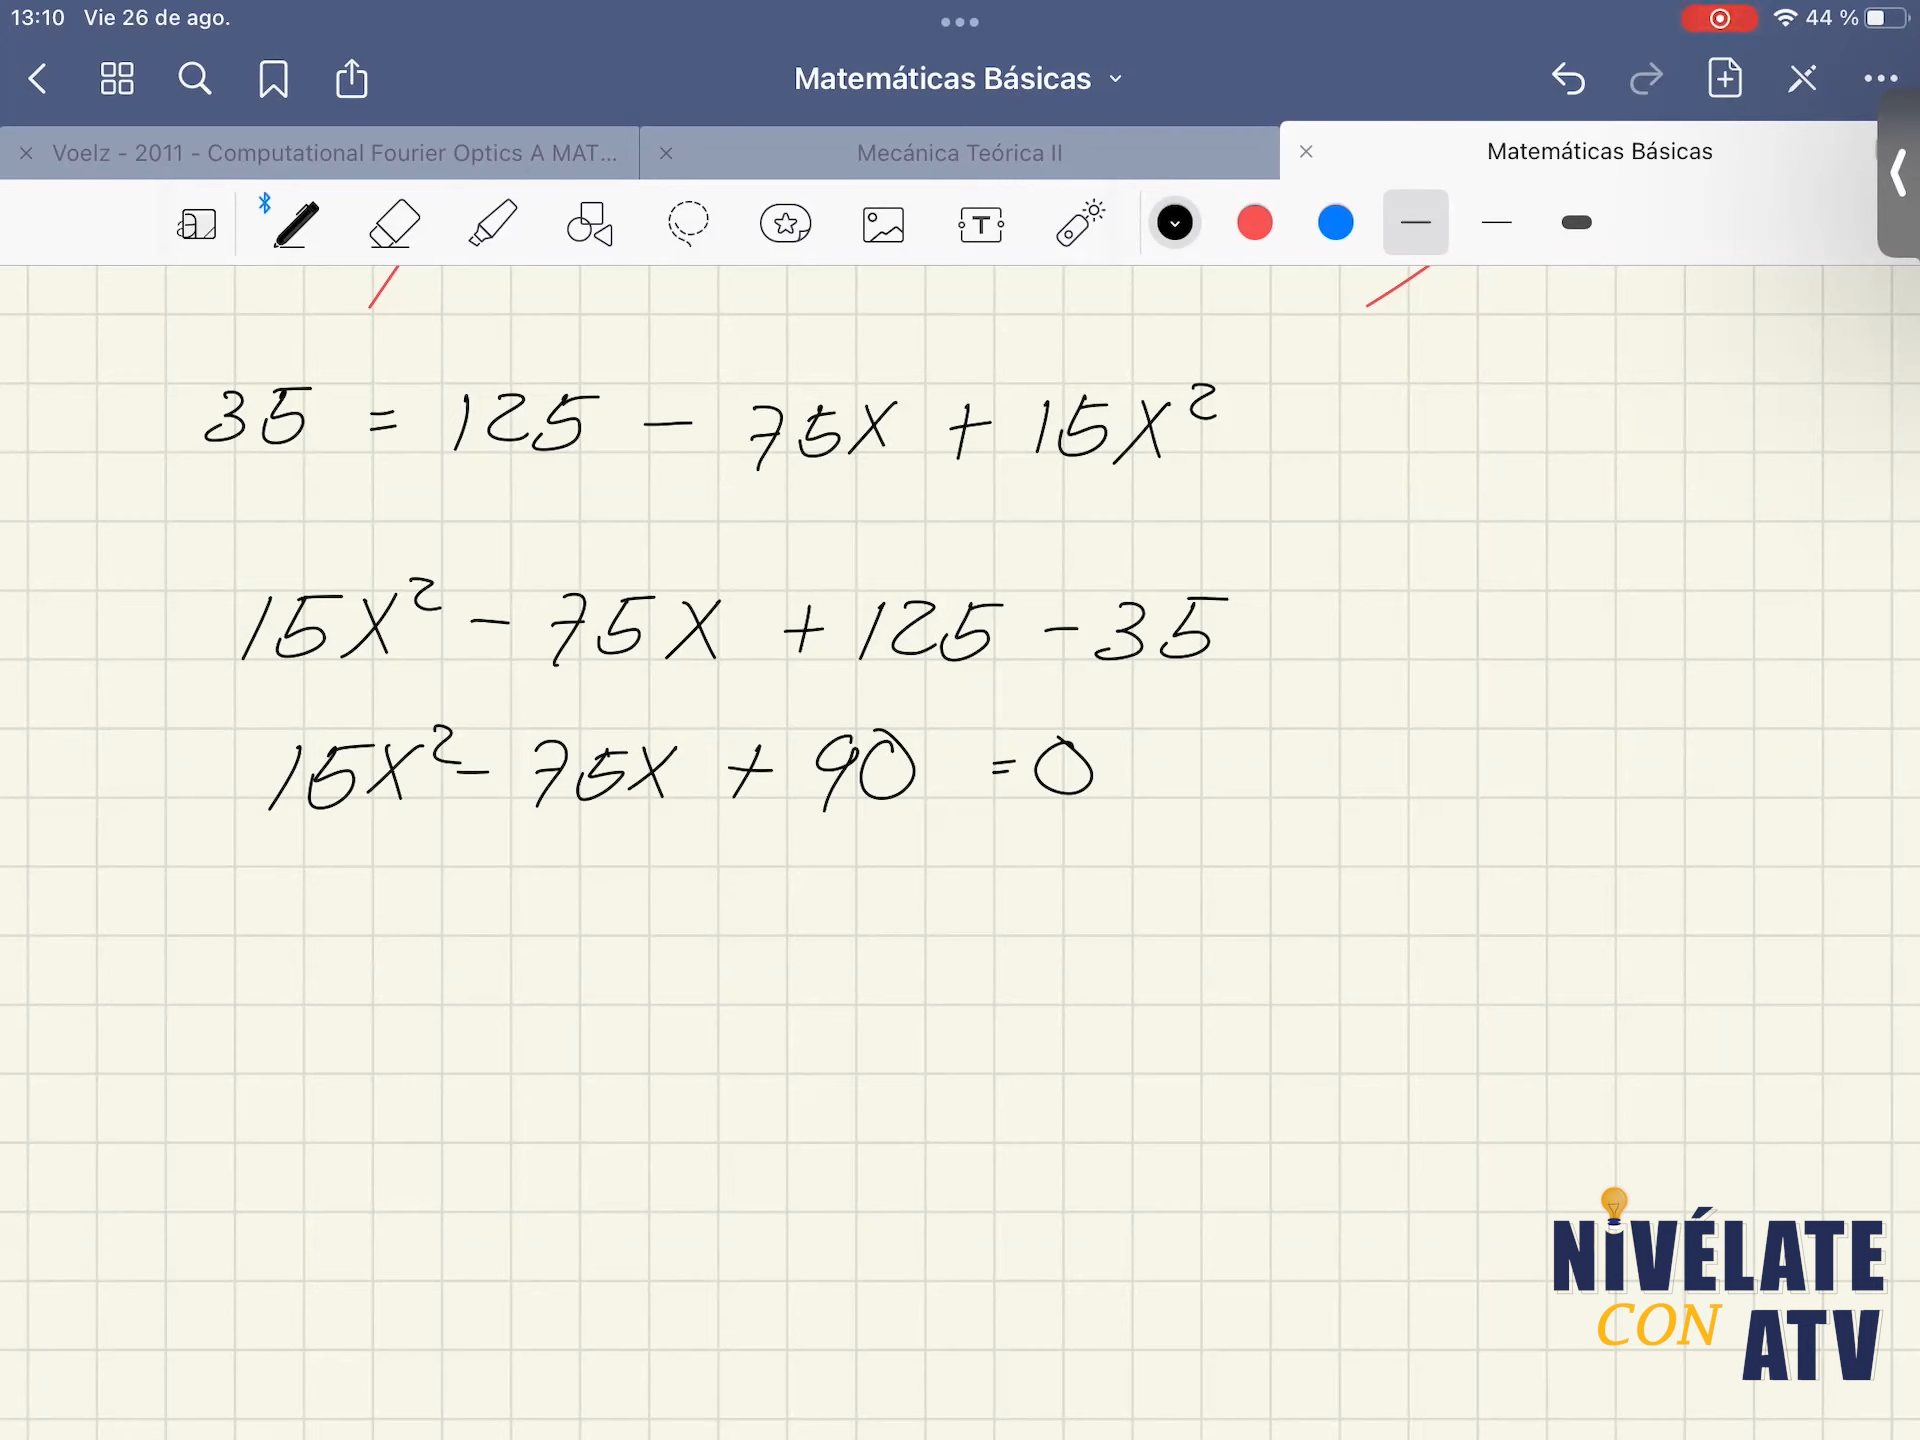 13:10 Vie 26 de ago. 44 %
Matemáticas Básicas
Voelz - 2011 - Computational Fourier Optics A MAT... Mecánica Teórica II Matemáticas Básicas
35 = 125 - 75x + 15x²
15x² - 75x + 125 - 35
15x² - 75x + 90 = 0
NIVÉLATE
CON
ATV